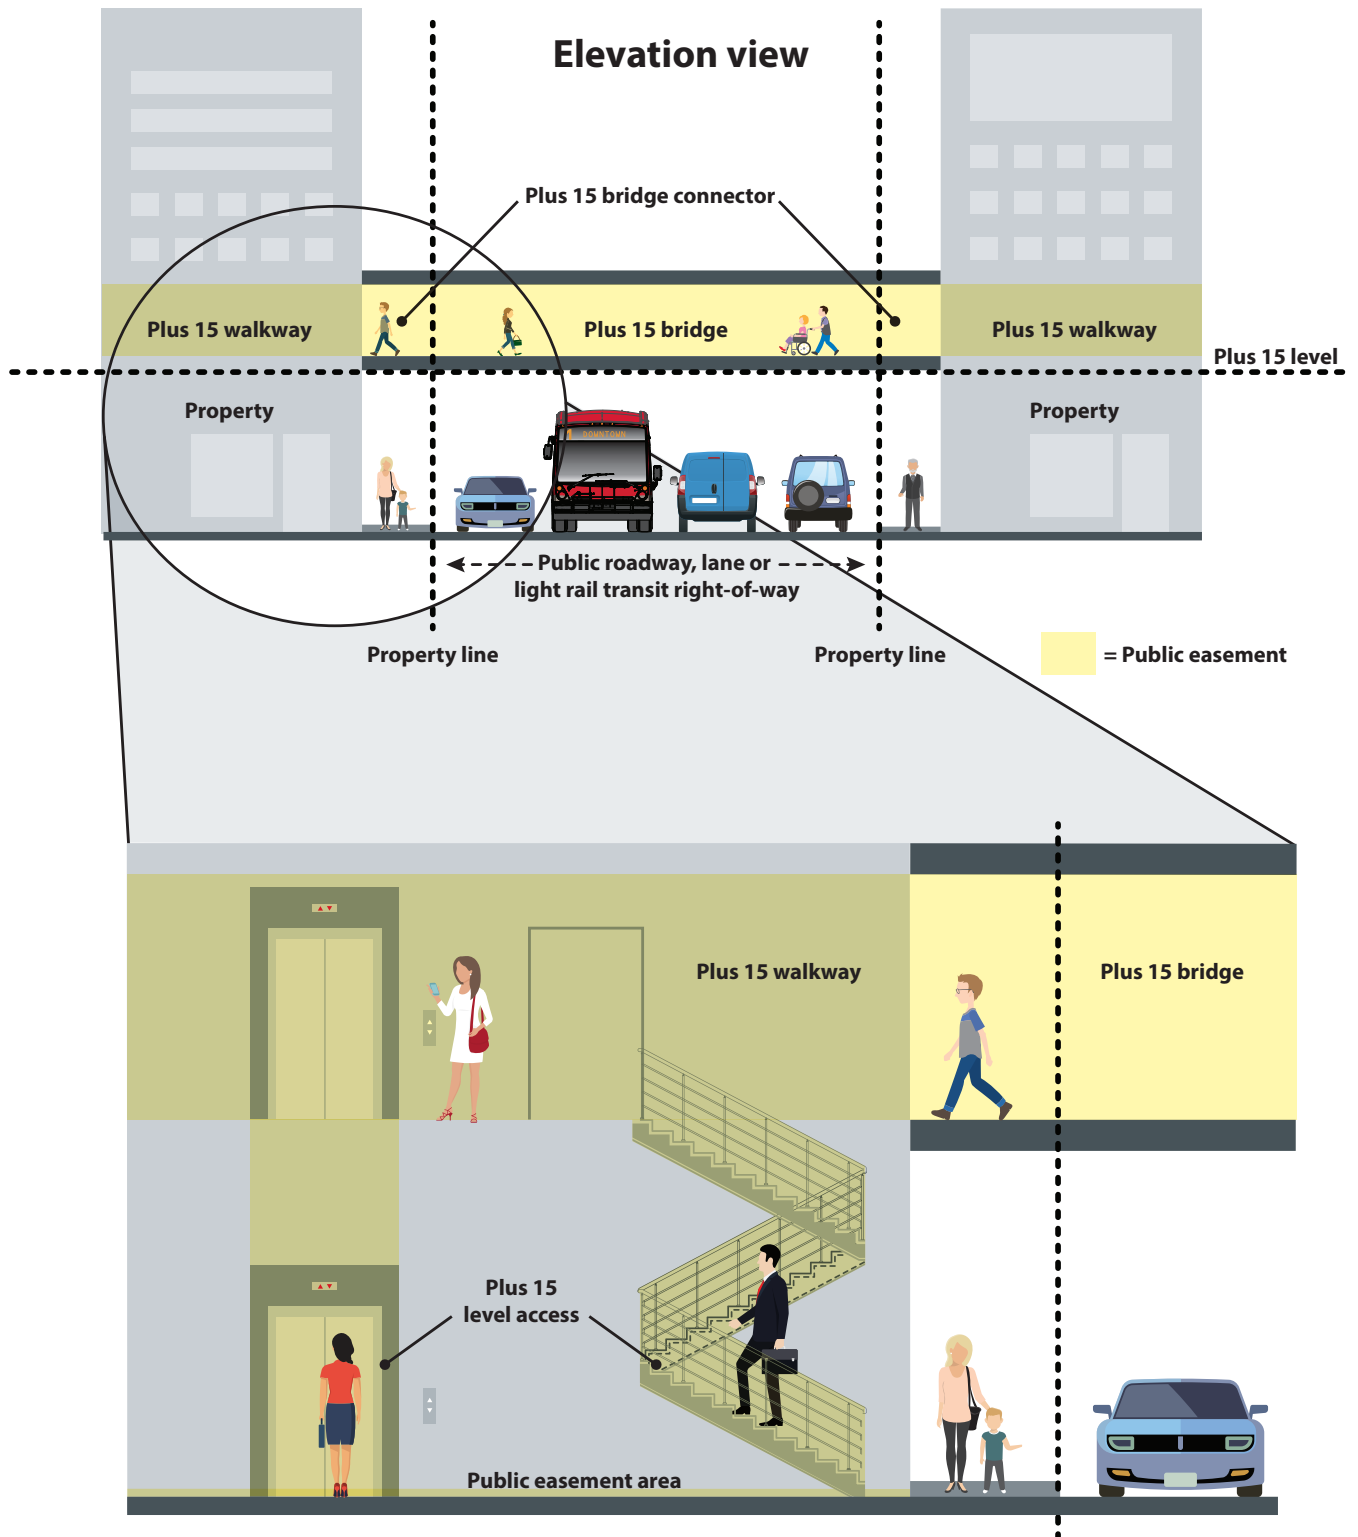 Elevation view
Plus 15 bridge connector
Plus 15 walkway
Plus 15 bridge
Plus 15 walkway
Plus 15 level
Property
Property
1 DOWNTOWN
Public roadway, lane or
light rail transit right-of-way
Property line
Property line
= Public easement
Plus 15 walkway
Plus 15 bridge
Plus 15
level access
Public easement area